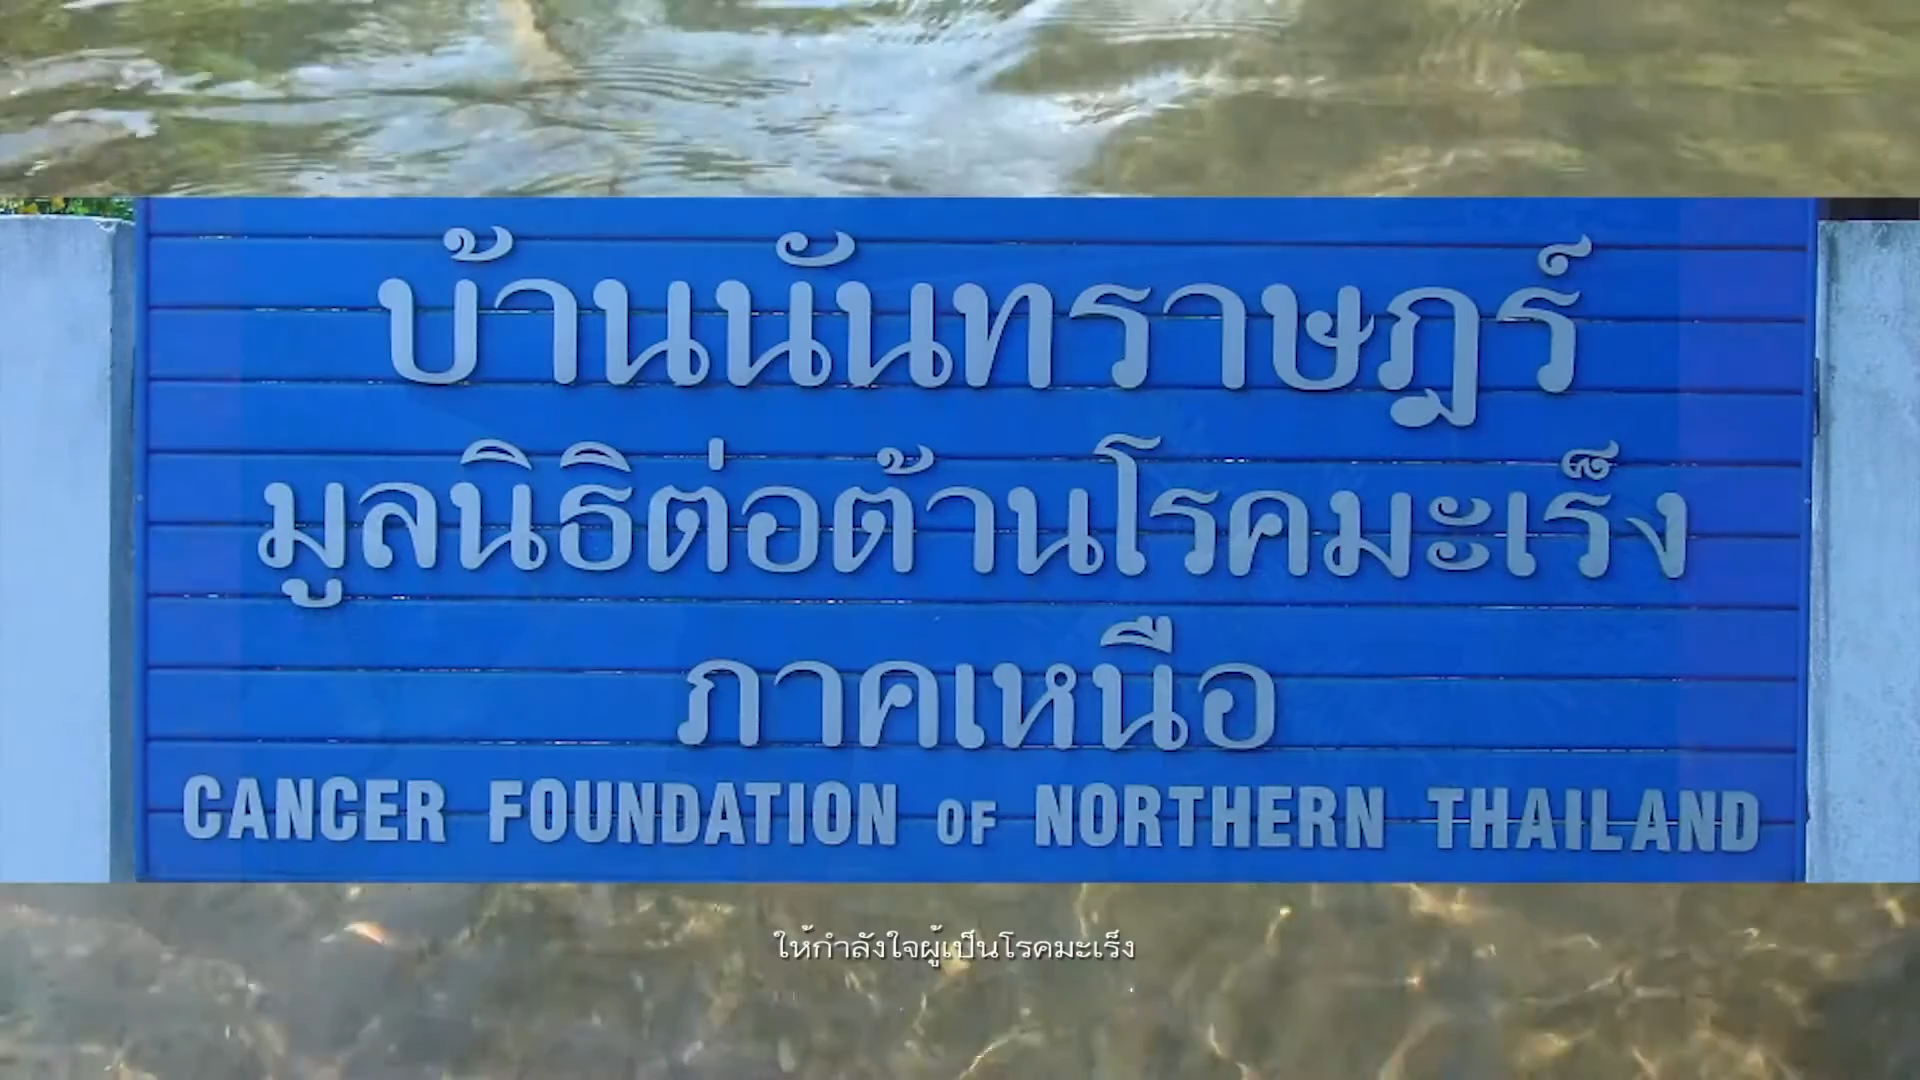 บ้านนันทราษฎร์
มูลนิธิต่อต้านโรคมะเร็ง
ภาคเหนือ
CANCER FOUNDATION OF NORTHERN THAILAND
ให้กำลังใจผู้เป็นโรคมะเร็ง